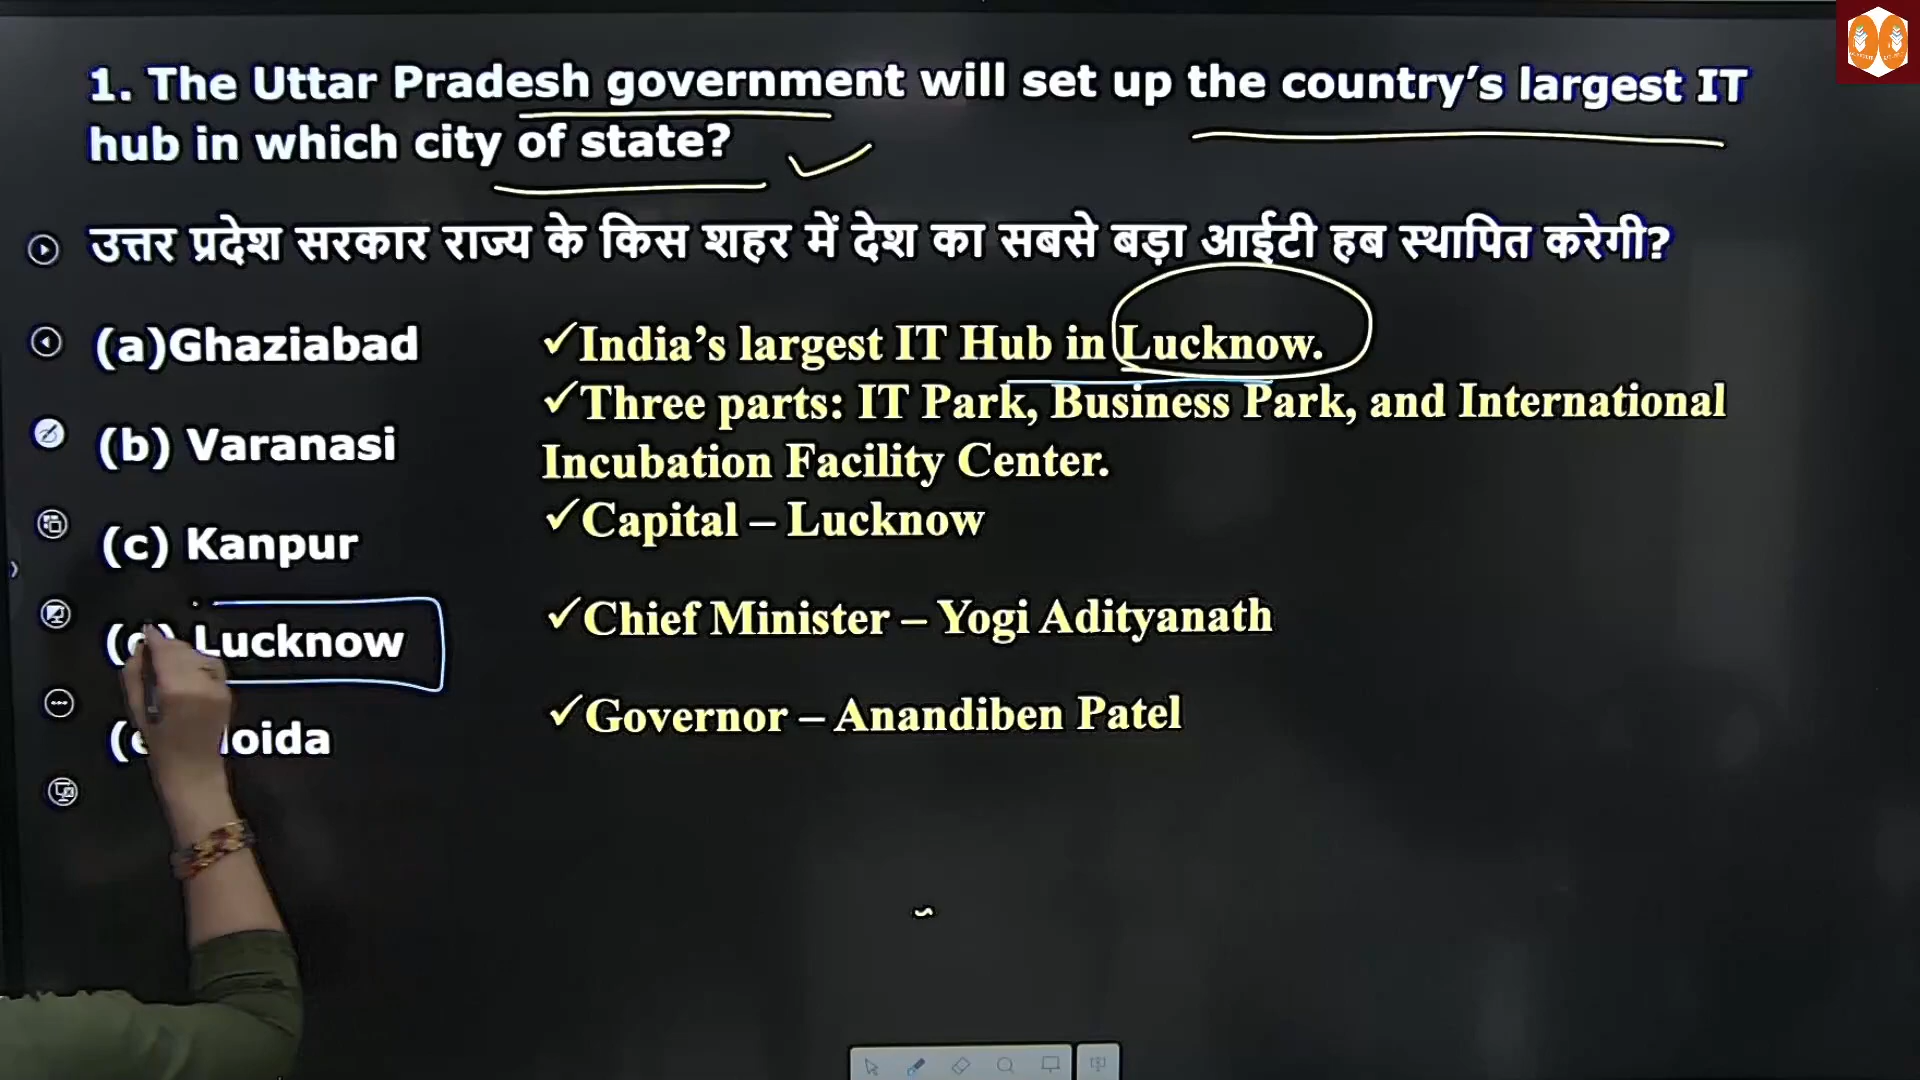 1. The Uttar Pradesh government will set up the country's largest IT
hub in which city of state?
उत्तर प्रदेश सरकार राज्य के किस शहर में देश का सबसे बड़ा आईटी हब स्थापित करेगी?
(a)Ghaziabad
(b) Varanasi
(c) Kanpur
Lucknow
✓India's largest IT Hub in Lucknow.
✓Three parts: IT Park, Business Park, and International
Incubation Facility Center.
✓Capital – Lucknow
✓Chief Minister – Yogi Adityanath
✓Governor – Anandiben Patel